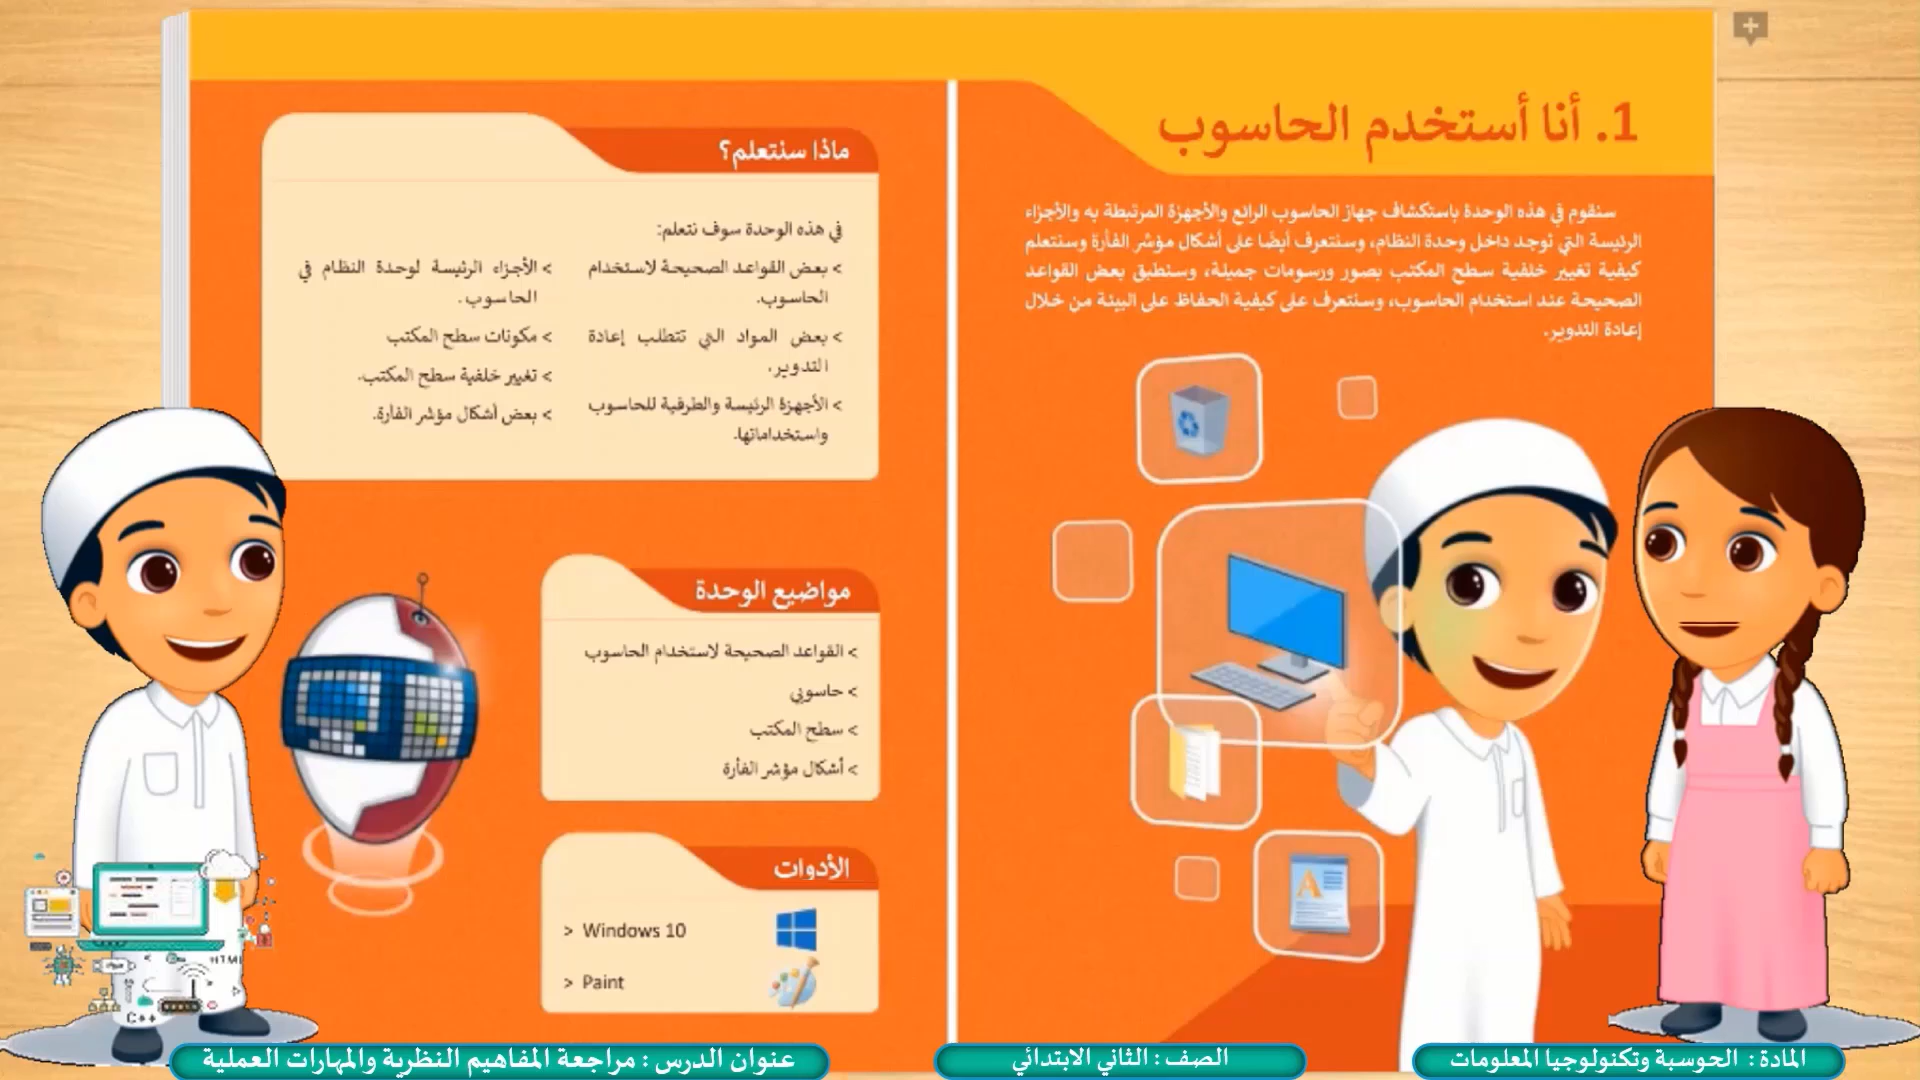 1. أنا أستخدم الحاسوب
سنقوم في هذه الوحدة باستكشاف جهاز الحاسوب الرائع والأجهزة المرتبطة به والأجزاء
الرئيسة التي توجد داخل وحدة النظام، وسنتعرف أيضًا على أشكال مؤشر الفأرة وسنتعلم
كيفية تغيير خلفية سطح المكتب بصور ورسومات جميلة، وسنطبق بعض القواعد
الصحيحة عند استخدام الحاسوب، وسنتعرف على كيفية الحفاظ على البيئة من خلال
إعادة التدوير.
ماذا سنتعلم؟
في هذه الوحدة سوف نتعلم:
> بعض القواعد الصحيحة لاستخدام
الحاسوب.
> بعض المواد التي تتطلب إعادة
التدوير.
> الأجهزة الرئيسة والطرفية للحاسوب
واستخداماتها.
> الأجزاء الرئيسة لوحدة النظام في
الحاسوب.
> مكونات سطح المكتب
> تغيير خلفية سطح المكتب.
> بعض أشكال مؤشر الفأرة.
مواضيع الوحدة
> القواعد الصحيحة لاستخدام الحاسوب
> حاسوبي
> سطح المكتب
> أشكال مؤشر الفأرة
الأدوات
> Windows 10
> Paint
A
HTML
C++
المادة : الحوسبة وتكنولوجيا المعلومات
الصف : الثاني الابتدائي
عنوان الدرس : مراجعة المفاهيم النظرية والمهارات العملية